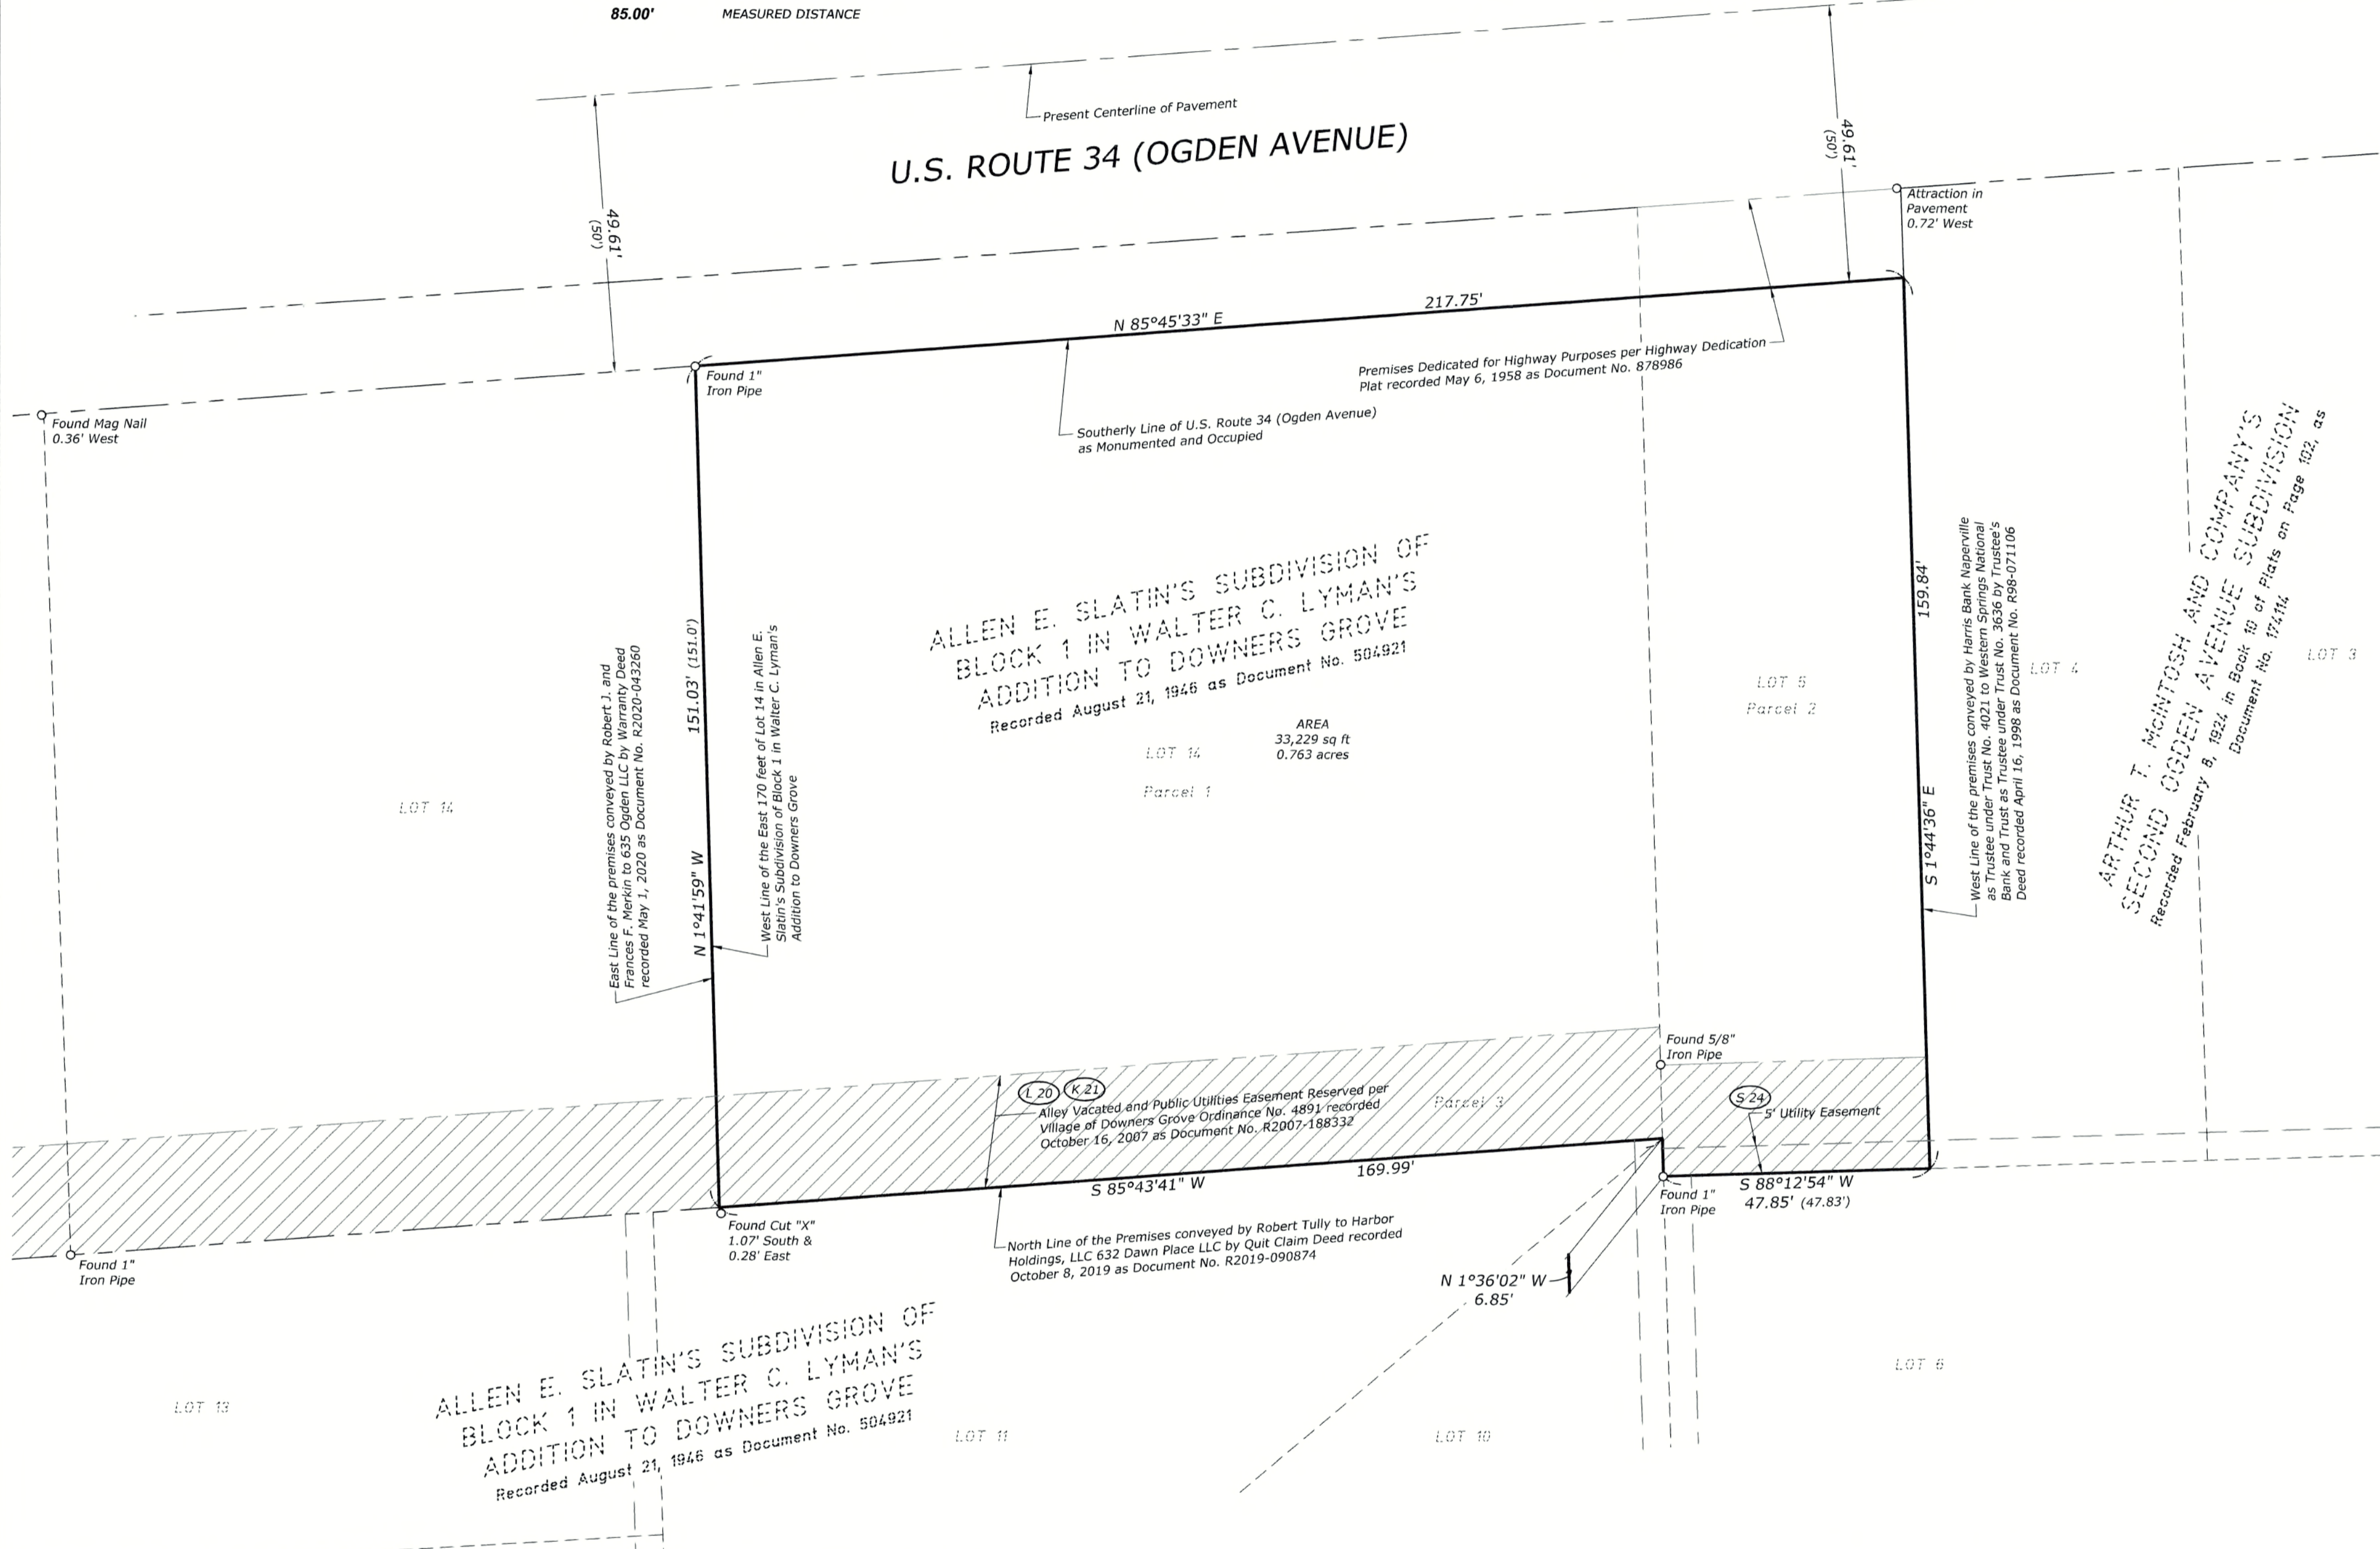 85.00' MEASURED DISTANCE
Present Centerline of Pavement
U.S. ROUTE 34 (OGDEN AVENUE)
49.61'
(50')
49.61'
(50')
Attraction in
Pavement
0.72' West
N 85°45'33" E
217.75'
Found 1"
Iron Pipe
Found Mag Nail
0.36' West
Premises Dedicated for Highway Purposes per Highway Dedication
Plat recorded May 6, 1958 as Document No. 878986
Southerly Line of U.S. Route 34 (Ogden Avenue)
as Monumented and Occupied
East Line of the premises conveyed by Robert J. and
Frances F. Merkin to 635 Ogden LLC by Warranty Deed
recorded May 1, 2020 as Document No. R2020-043260
N 1°41'59" W
151.03' (151.0')
West Line of the East 170 feet of Lot 14 in Allen E.
Slatin's Subdivision of Block 1 in Walter C. Lyman's
Addition to Downers Grove
ALLEN E. SLATIN'S SUBDIVISION OF
BLOCK 1 IN WALTER C. LYMAN'S
ADDITION TO DOWNERS GROVE
Recorded August 21, 1946 as Document No. 504921
AREA
33,229 sq ft
0.763 acres
LOT 14
Parcel 1
LOT 14
LOT 5
Parcel 2
S 1°44'36" E
159.84'
West Line of the premises conveyed by Harris Bank Naperville
as Trustee under Trust No. 4021 to Western Springs National
Bank and Trust as Trustee under Trust No. 3636 by Trustee's
Deed recorded April 16, 1998 as Document No. R98-071106
LOT 4
ARTHUR T. McINTOSH AND COMPANY'S
SECOND OGDEN AVENUE SUBDIVISION
Recorded February 8, 1924 in Book 10 of Plats on Page 102, as
Document No. 174114
LOT 3
Found 5/8"
Iron Pipe
L 20 K 21
Alley Vacated and Public Utilities Easement Reserved per
Village of Downers Grove Ordinance No. 4891 recorded
October 16, 2007 as Document No. R2007-188332
Parcel 3
S 24
5' Utility Easement
S 85°43'41" W
169.99'
S 88°12'54" W
47.85' (47.83')
Found 1"
Iron Pipe
Found Cut "X"
1.07' South &
0.28' East
North Line of the Premises conveyed by Robert Tully to Harbor
Holdings, LLC 632 Dawn Place LLC by Quit Claim Deed recorded
October 8, 2019 as Document No. R2019-090874
Found 1"
Iron Pipe
N 1°36'02" W
6.85'
ALLEN E. SLATIN'S SUBDIVISION OF
BLOCK 1 IN WALTER C. LYMAN'S
ADDITION TO DOWNERS GROVE
Recorded August 21, 1946 as Document No. 504921
LOT 13
LOT 11
LOT 10
LOT 6